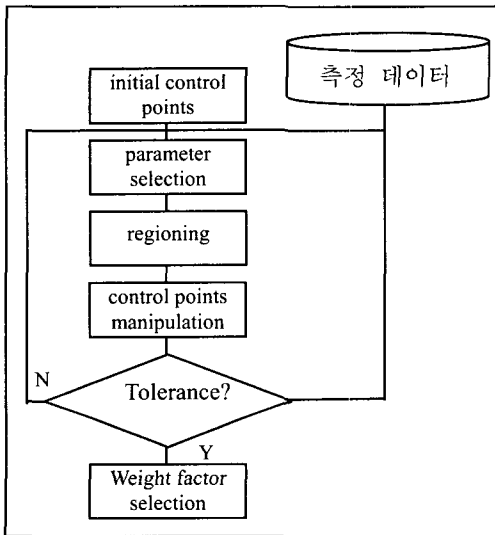 측정 데이터
initial control
points
parameter
selection
regioning
control points
manipulation
Tolerance?
N
Y
Weight factor
selection